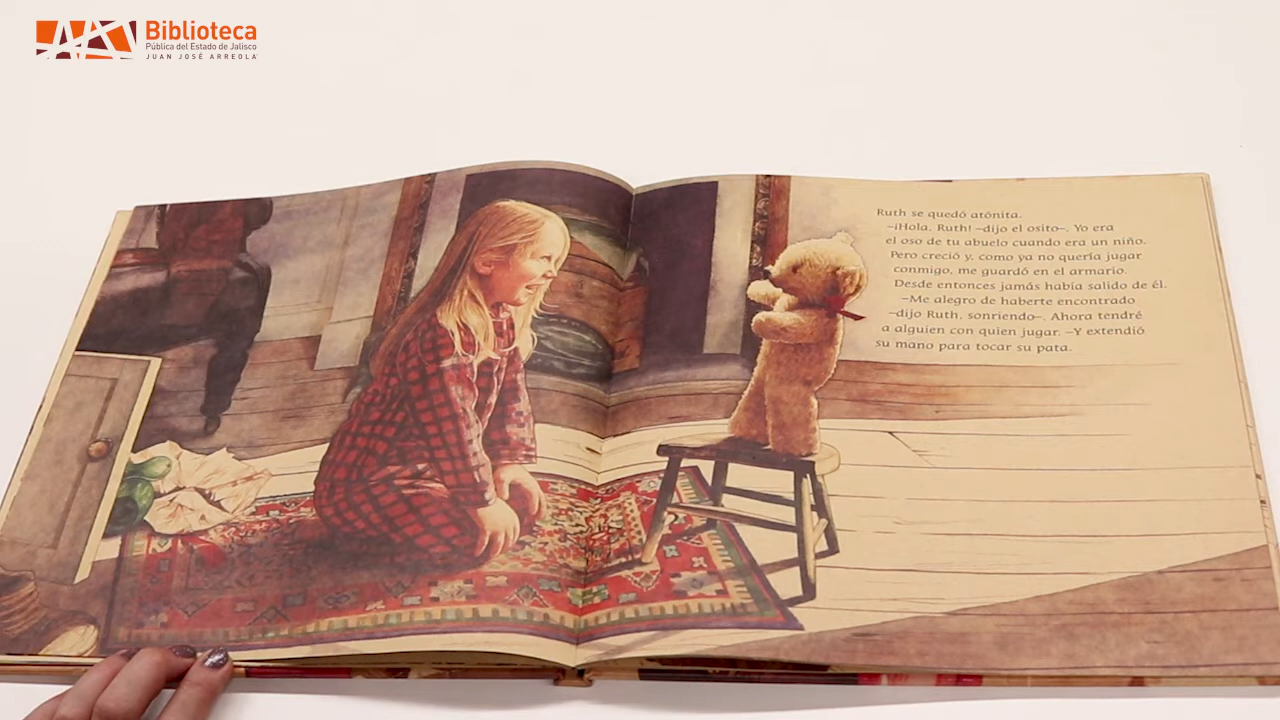 Biblioteca
Pública del Estado de Jalisco
JUAN JOSÉ ARREOLA
Ruth se quedó atónita.
–¡Hola, Ruth! –dijo el osito–. Yo era
el oso de tu abuelo cuando era un niño.
Pero creció y, como ya no quería jugar
conmigo, me guardó en el armario.
Desde entonces jamás había salido de él.
–Me alegro de haberte encontrado
–dijo Ruth, sonriendo–. Ahora tendré
a alguien con quien jugar. –Y extendió
su mano para tocar su pata.